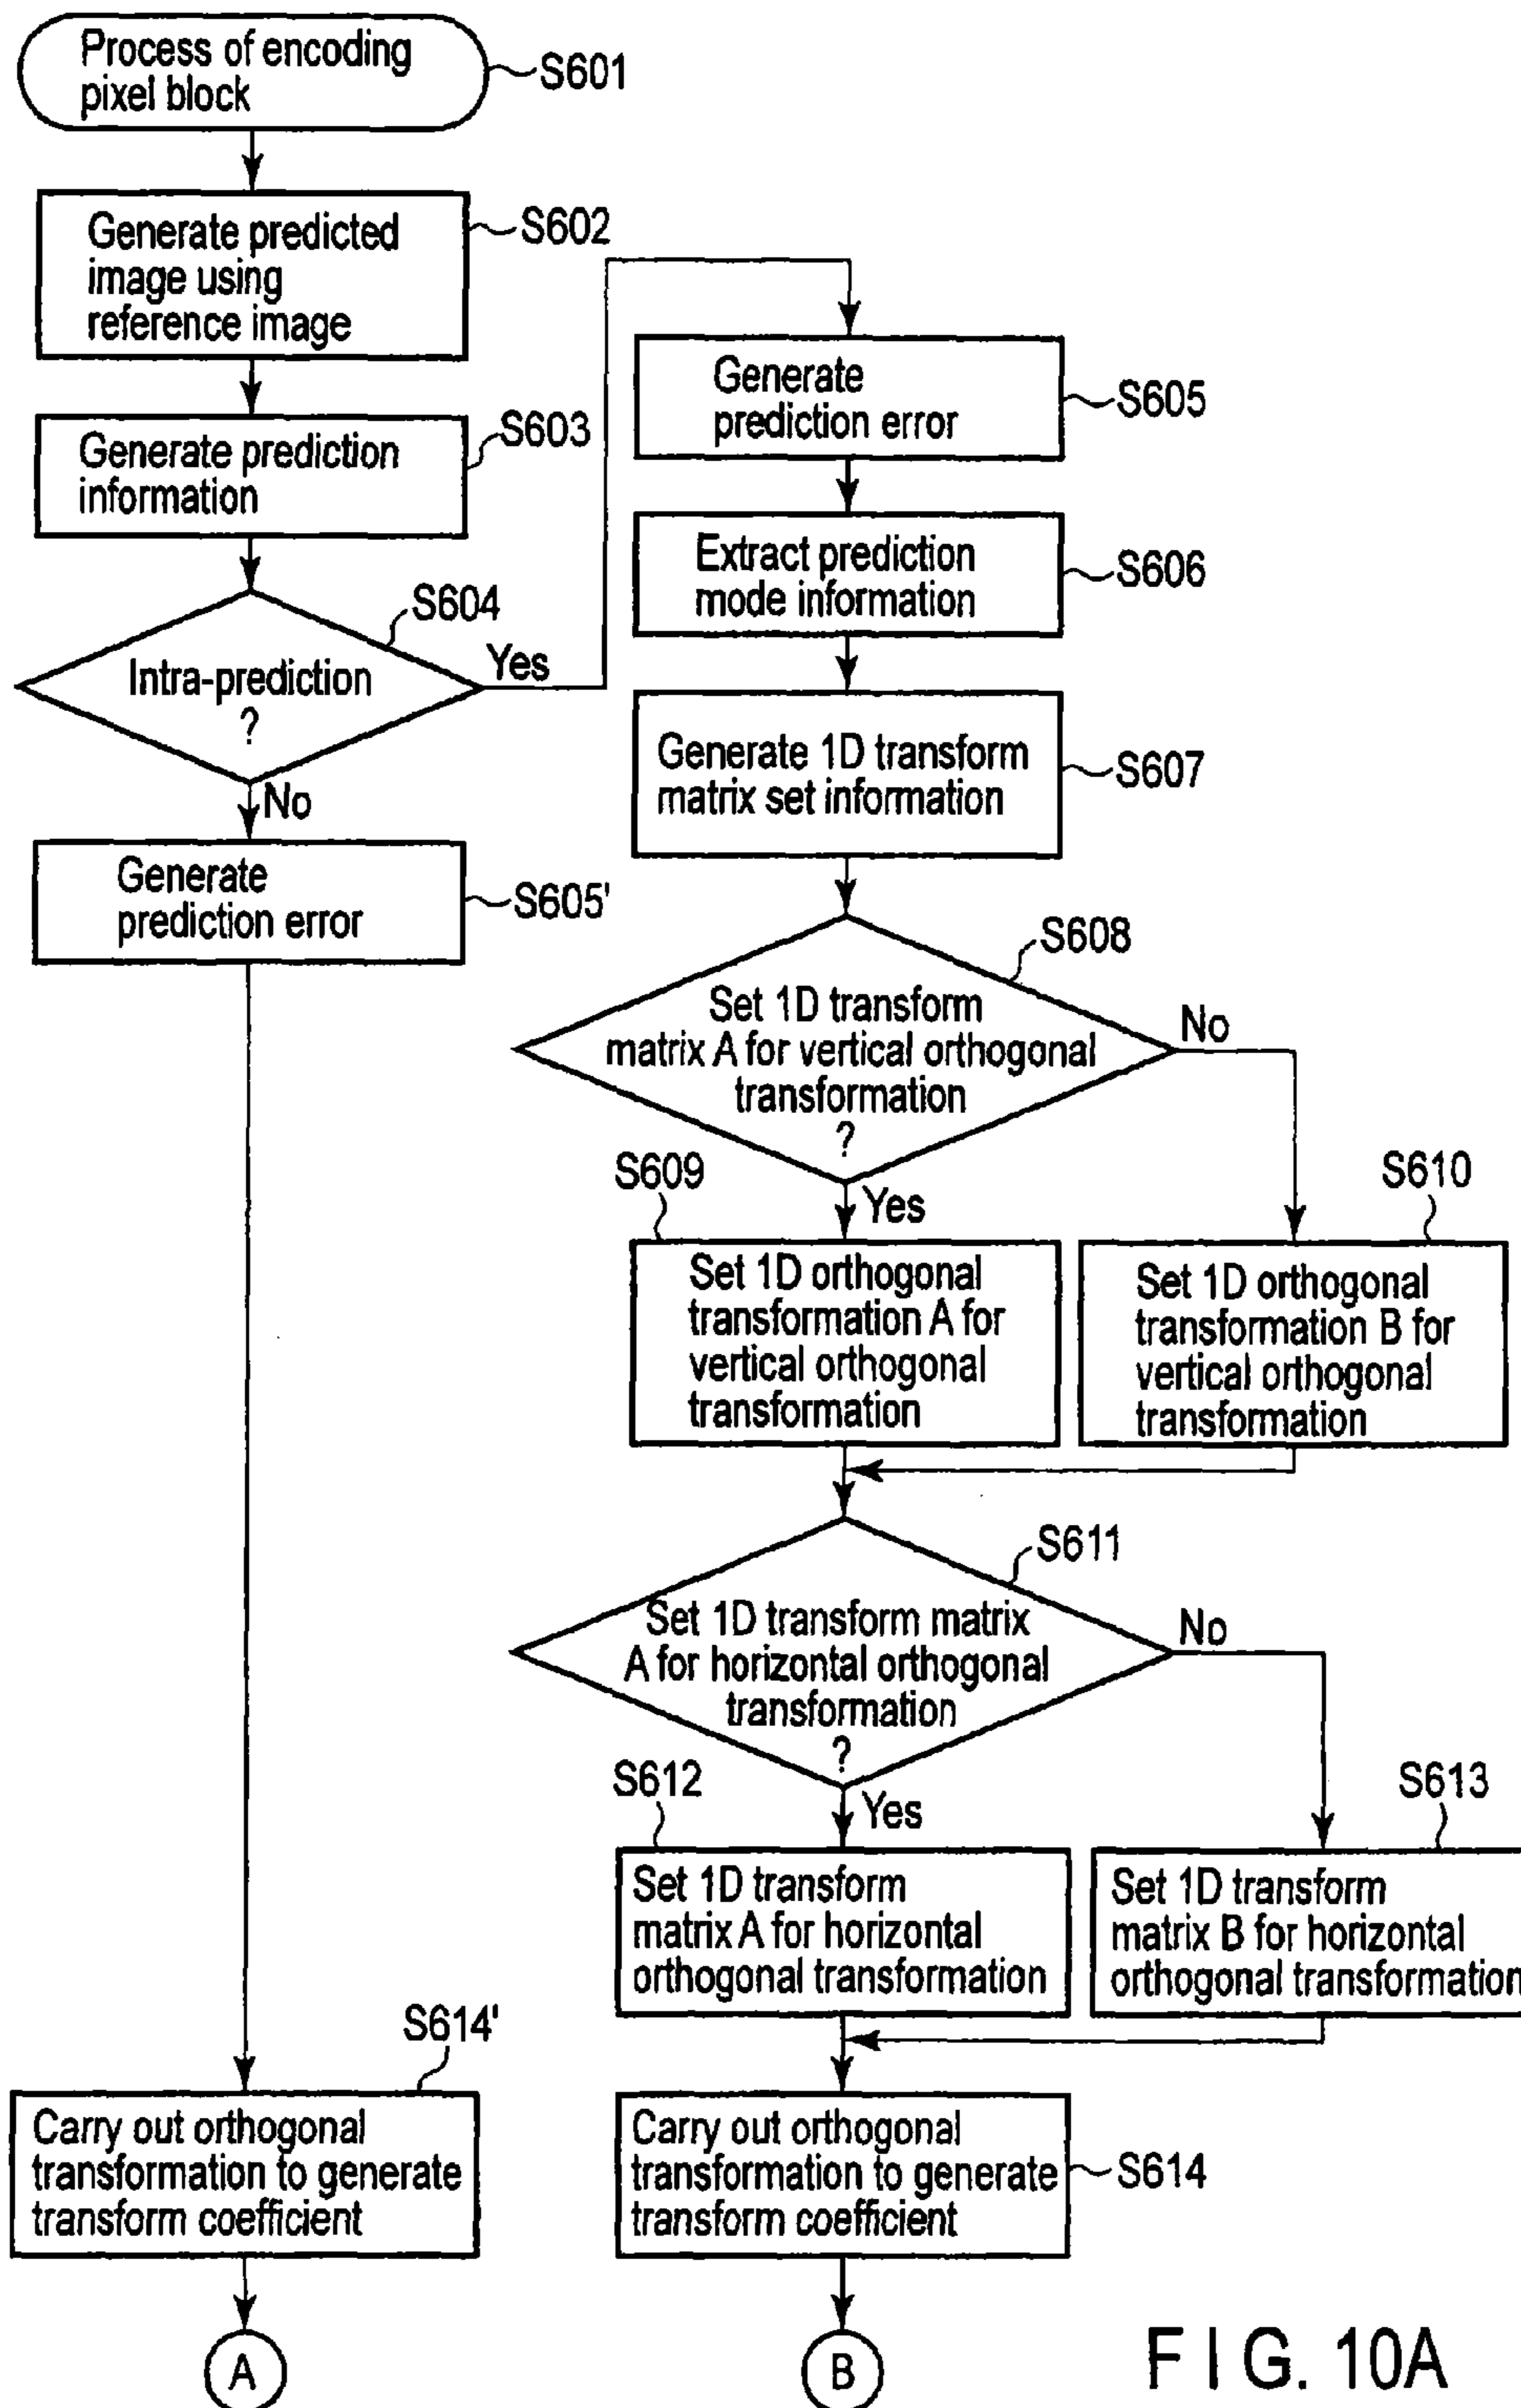 Process of encoding
pixel block
S601
Generate predicted
image using
reference image
S602
Generate prediction
information
S603
Intra-prediction
?
S604
Yes
No
Generate
prediction error
S605'
Generate
prediction error
S605
Extract prediction
mode information
S606
Generate 1D transform
matrix set information
S607
Set 1D transform
matrix A for vertical orthogonal
transformation
?
S608
No
Yes
S609
Set 1D orthogonal
transformation A for
vertical orthogonal
transformation
S610
Set 1D orthogonal
transformation B for
vertical orthogonal
transformation
Set 1D transform matrix
A for horizontal orthogonal
transformation
?
S611
No
Yes
S612
Set 1D transform
matrix A for horizontal
orthogonal transformation
S613
Set 1D transform
matrix B for horizontal
orthogonal transformation
S614'
Carry out orthogonal
transformation to generate
transform coefficient
Carry out orthogonal
transformation to generate
transform coefficient
S614
A
B
FIG. 10A